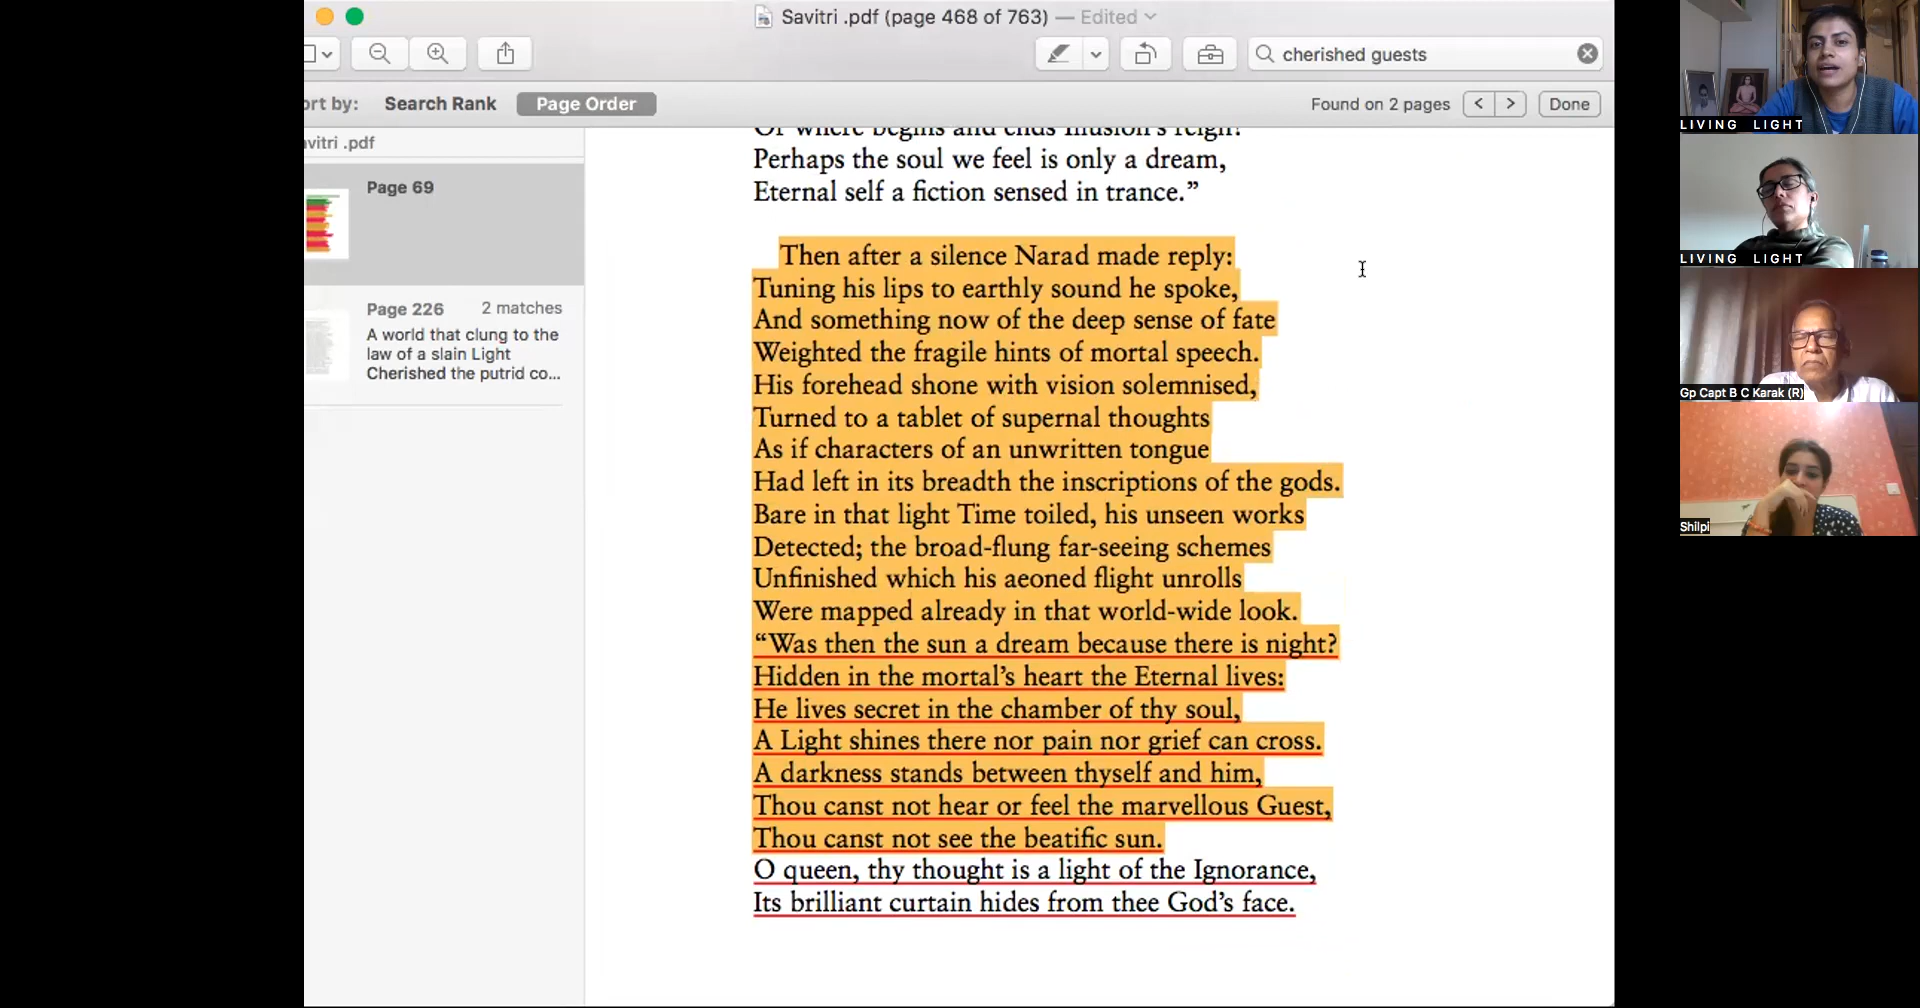 Savitri .pdf (page 468 of 763) — Edited
cherished guests
ort by: Search Rank Page Order
Found on 2 pages
Done
avitri .pdf
Page 69
Page 226 2 matches
A world that clung to the
law of a slain Light
Cherished the putrid co...
Or where begins and ends Illusion's reign?
Perhaps the soul we feel is only a dream,
Eternal self a fiction sensed in trance.”
Then after a silence Narad made reply:
Tuning his lips to earthly sound he spoke,
And something now of the deep sense of fate
Weighted the fragile hints of mortal speech.
His forehead shone with vision solemnised,
Turned to a tablet of supernal thoughts
As if characters of an unwritten tongue
Had left in its breadth the inscriptions of the gods.
Bare in that light Time toiled, his unseen works
Detected; the broad-flung far-seeing schemes
Unfinished which his aeoned flight unrolls
Were mapped already in that world-wide look.
“Was then the sun a dream because there is night?
Hidden in the mortal’s heart the Eternal lives:
He lives secret in the chamber of thy soul,
A Light shines there nor pain nor grief can cross.
A darkness stands between thyself and him,
Thou canst not hear or feel the marvellous Guest,
Thou canst not see the beatific sun.
O queen, thy thought is a light of the Ignorance,
Its brilliant curtain hides from thee God’s face.
LIVING LIGHT
LIVING LIGHT
Gp Capt B C Karak (R)
Shilpi